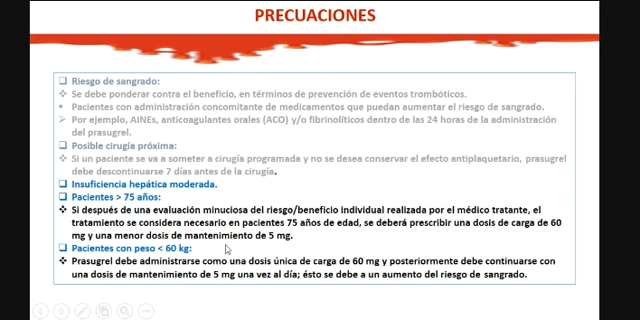 PRECUACIONES
Riesgo de sangrado:
Se debe ponderar contra el beneficio, en términos de prevención de eventos trombóticos.
Pacientes con administración concomitante de medicamentos que puedan aumentar el riesgo de sangrado.
Por ejemplo, AINEs, anticoagulantes orales (ACO) y/o fibrinolíticos dentro de las 24 horas de la administración
del prasugrel.
Posible cirugía próxima:
Si un paciente se va a someter a cirugía programada y no se desea conservar el efecto antiplaquetario, prasugrel
debe discontinuarse 7 días antes de la cirugía.
Insuficiencia hepática moderada.
Pacientes > 75 años:
Si después de una evaluación minuciosa del riesgo/beneficio individual realizada por el médico tratante, el
tratamiento se considera necesario en pacientes 75 años de edad, se deberá prescribir una dosis de carga de 60
mg y una menor dosis de mantenimiento de 5 mg.
Pacientes con peso < 60 kg:
Prasugrel debe administrarse como una dosis única de carga de 60 mg y posteriormente debe continuarse con
una dosis de mantenimiento de 5 mg una vez al día; ésto se debe a un aumento del riesgo de sangrado.